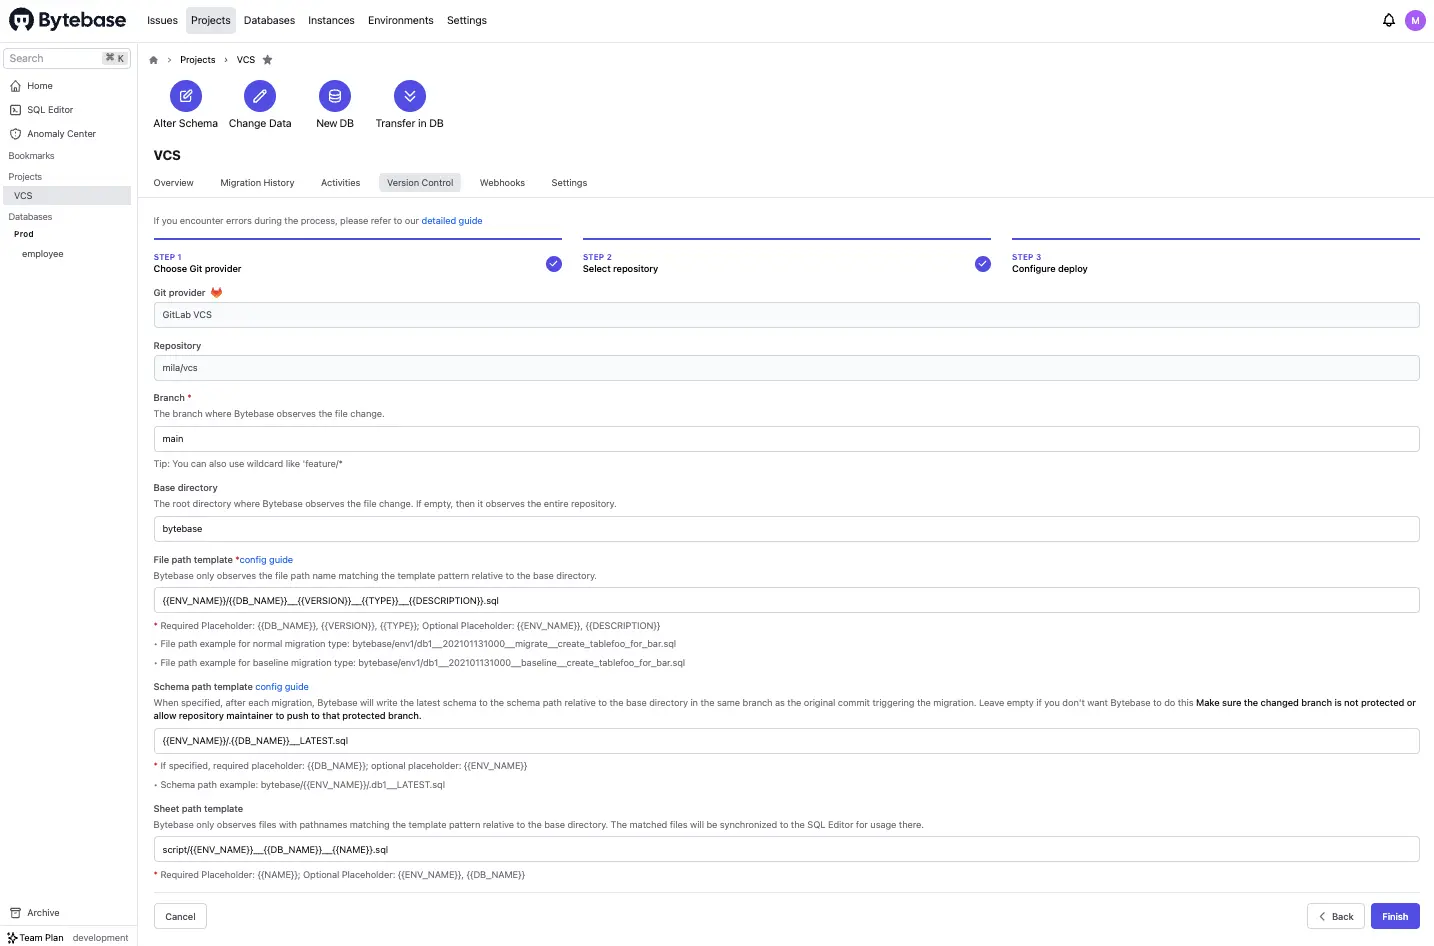 Bytebase
Issues Projects Databases Instances Environments Settings
M
Search ⌘ K
Home
SQL Editor
Anomaly Center
Bookmarks
Projects
VCS
Databases
Prod
employee
Archive
Team Plan development
Projects › VCS
Alter Schema Change Data New DB Transfer in DB
VCS
Overview Migration History Activities Version Control Webhooks Settings
If you encounter errors during the process, please refer to our detailed guide
STEP 1
Choose Git provider
STEP 2
Select repository
STEP 3
Configure deploy
Git provider
GitLab VCS
Repository
mila/vcs
Branch *
The branch where Bytebase observes the file change.
main
Tip: You can also use wildcard like 'feature/*
Base directory
The root directory where Bytebase observes the file change. If empty, then it observes the entire repository.
bytebase
File path template *config guide
Bytebase only observes the file path name matching the template pattern relative to the base directory.
{{ENV_NAME}}/{{DB_NAME}}__{{VERSION}}__{{TYPE}}__{{DESCRIPTION}}.sql
* Required Placeholder: {{DB_NAME}}, {{VERSION}}, {{TYPE}}; Optional Placeholder: {{ENV_NAME}}, {{DESCRIPTION}}
• File path example for normal migration type: bytebase/env1/db1__202101131000__migrate__create_tablefoo_for_bar.sql
• File path example for baseline migration type: bytebase/env1/db1__202101131000__baseline__create_tablefoo_for_bar.sql
Schema path template config guide
When specified, after each migration, Bytebase will write the latest schema to the schema path relative to the base directory in the same branch as the original commit triggering the migration. Leave empty if you don't want Bytebase to do this Make sure the changed branch is not protected or
allow repository maintainer to push to that protected branch.
{{ENV_NAME}}/.{{DB_NAME}}__LATEST.sql
* If specified, required placeholder: {{DB_NAME}}; optional placeholder: {{ENV_NAME}}
• Schema path example: bytebase/{{ENV_NAME}}/.db1__LATEST.sql
Sheet path template
Bytebase only observes files with pathnames matching the template pattern relative to the base directory. The matched files will be synchronized to the SQL Editor for usage there.
script/{{ENV_NAME}}__{{DB_NAME}}__{{NAME}}.sql
* Required Placeholder: {{NAME}}; Optional Placeholder: {{ENV_NAME}}, {{DB_NAME}}
Cancel Back Finish